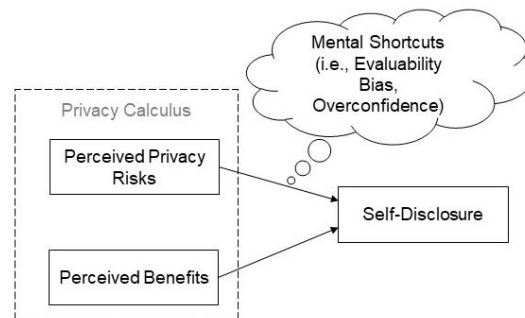 Mental Shortcuts
(i.e., Evaluability
Bias,
Overconfidence)
Privacy Calculus
Perceived Privacy
Risks
Self-Disclosure
Perceived Benefits